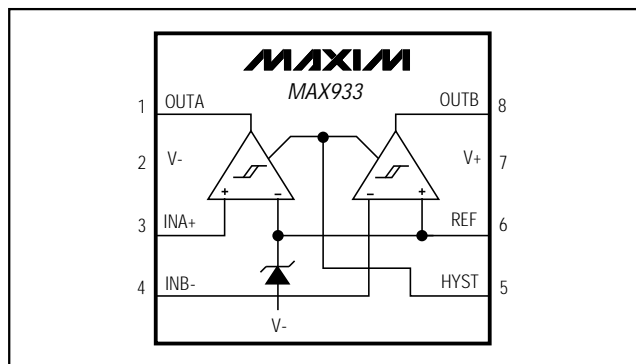 MAXIM
MAX933
1 OUTA OUTB 8
2 V- V+ 7
+ - - +
3 INA+ REF 6
4 INB- HYST 5
V-